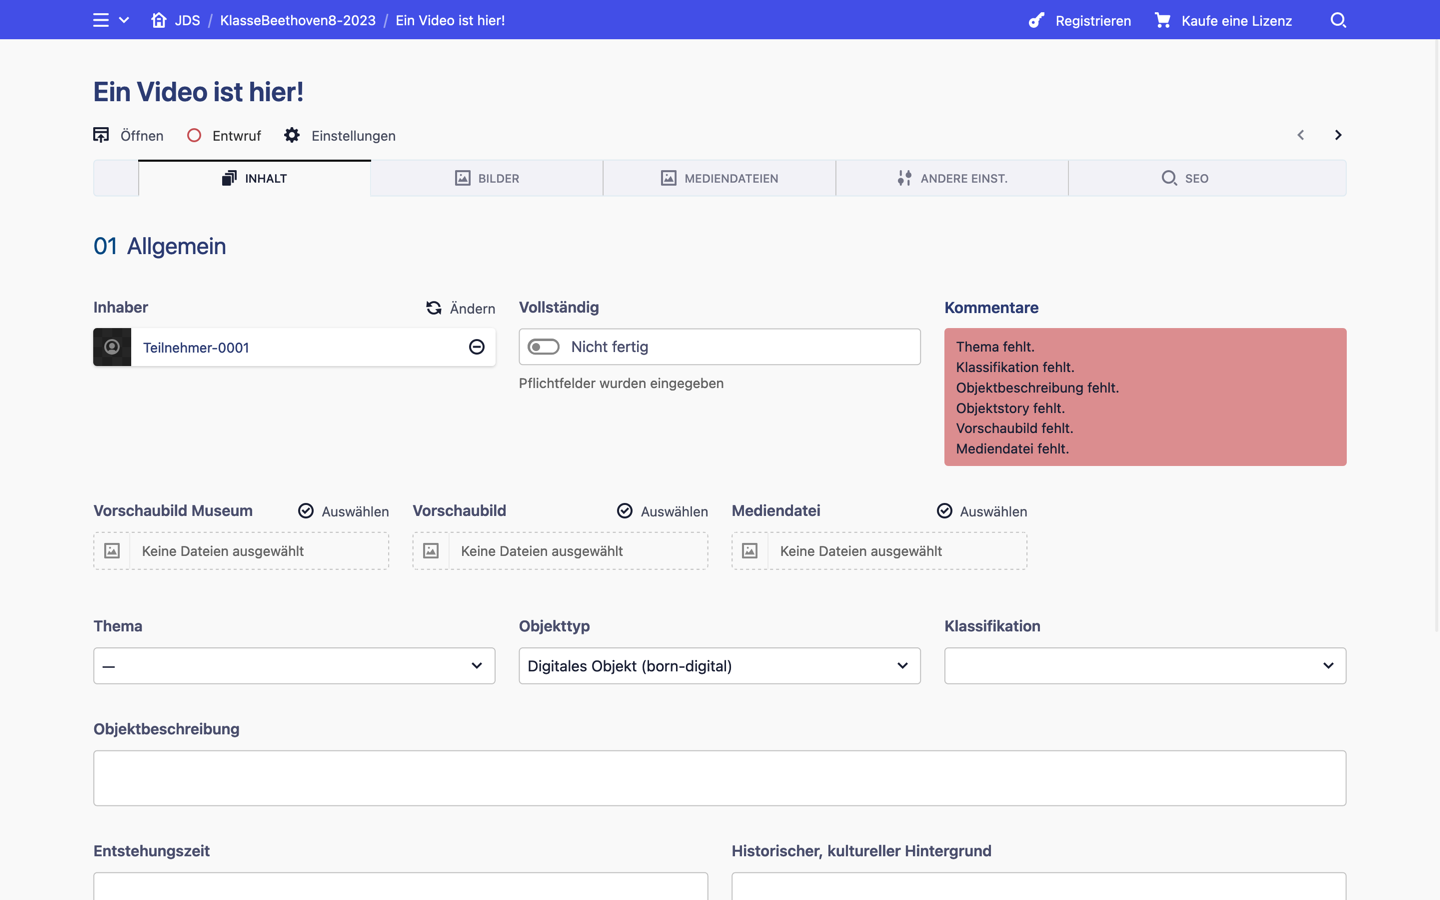 JDS / KlasseBeethoven8-2023 / Ein Video ist hier!
Registrieren
Kaufe eine Lizenz
Ein Video ist hier!
Öffnen
Entwurf
Einstellungen
INHALT
BILDER
MEDIENDATEIEN
ANDERE EINST.
SEO
01 Allgemein
Inhaber
Ändern
Teilnehmer-0001
Vollständig
Nicht fertig
Pflichtfelder wurden eingegeben
Kommentare
Thema fehlt.
Klassifikation fehlt.
Objektbeschreibung fehlt.
Objektstory fehlt.
Vorschaubild fehlt.
Mediendatei fehlt.
Vorschaubild Museum
Auswählen
Keine Dateien ausgewählt
Vorschaubild
Auswählen
Keine Dateien ausgewählt
Mediendatei
Auswählen
Keine Dateien ausgewählt
Thema
—
Objekttyp
Digitales Objekt (born-digital)
Klassifikation
Objektbeschreibung
Entstehungszeit
Historischer, kultureller Hintergrund